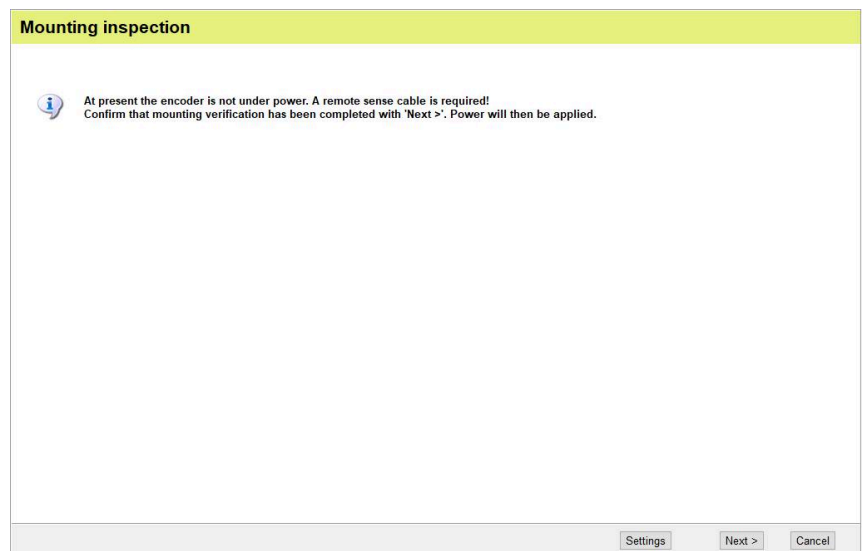 Mounting inspection
At present the encoder is not under power. A remote sense cable is required!
Confirm that mounting verification has been completed with 'Next >'. Power will then be applied.
Settings Next > Cancel